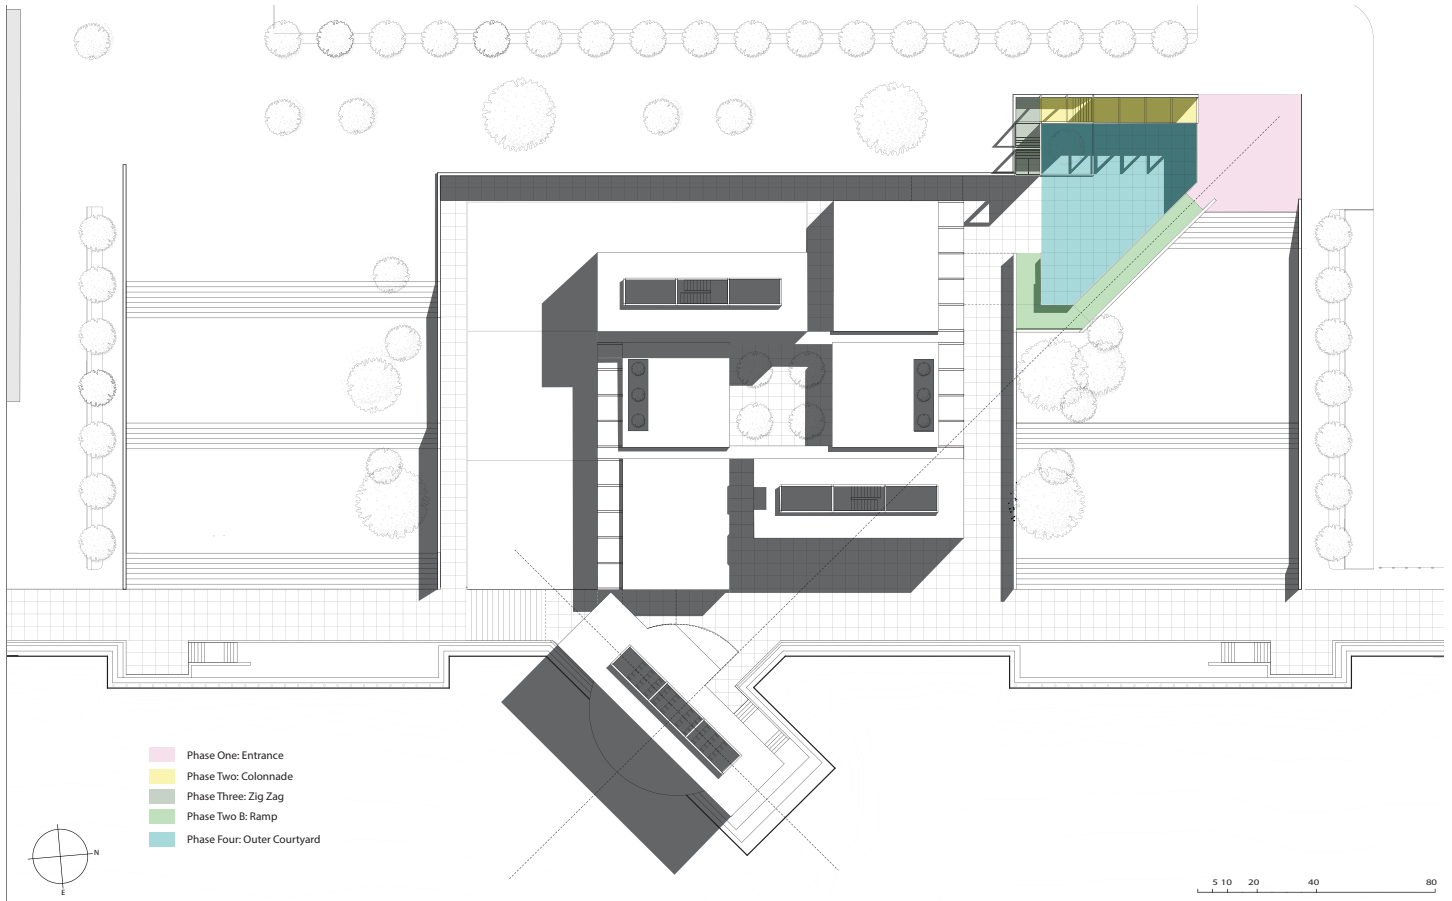 Phase One: Entrance
Phase Two: Colonnade
Phase Three: Zig Zag
Phase Two B: Ramp
Phase Four: Outer Courtyard
N
E
5 10 20 40 80